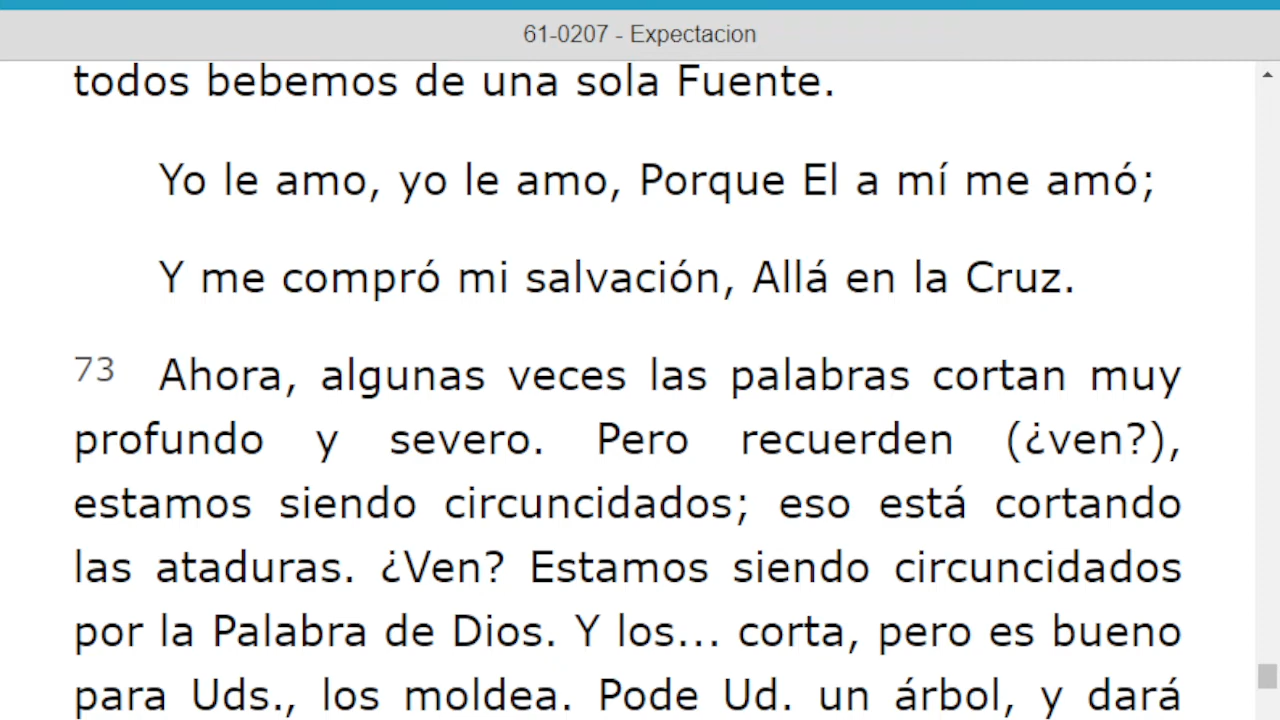 61-0207 - Expectacion
todos bebemos de una sola Fuente.
Yo le amo, yo le amo, Porque El a mí me amó;
Y me compró mi salvación, Allá en la Cruz.
73 Ahora, algunas veces las palabras cortan muy
profundo y severo. Pero recuerden (¿ven?),
estamos siendo circuncidados; eso está cortando
las ataduras. ¿Ven? Estamos siendo circuncidados
por la Palabra de Dios. Y los... corta, pero es bueno
para Uds., los moldea. Pode Ud. un árbol, y dará